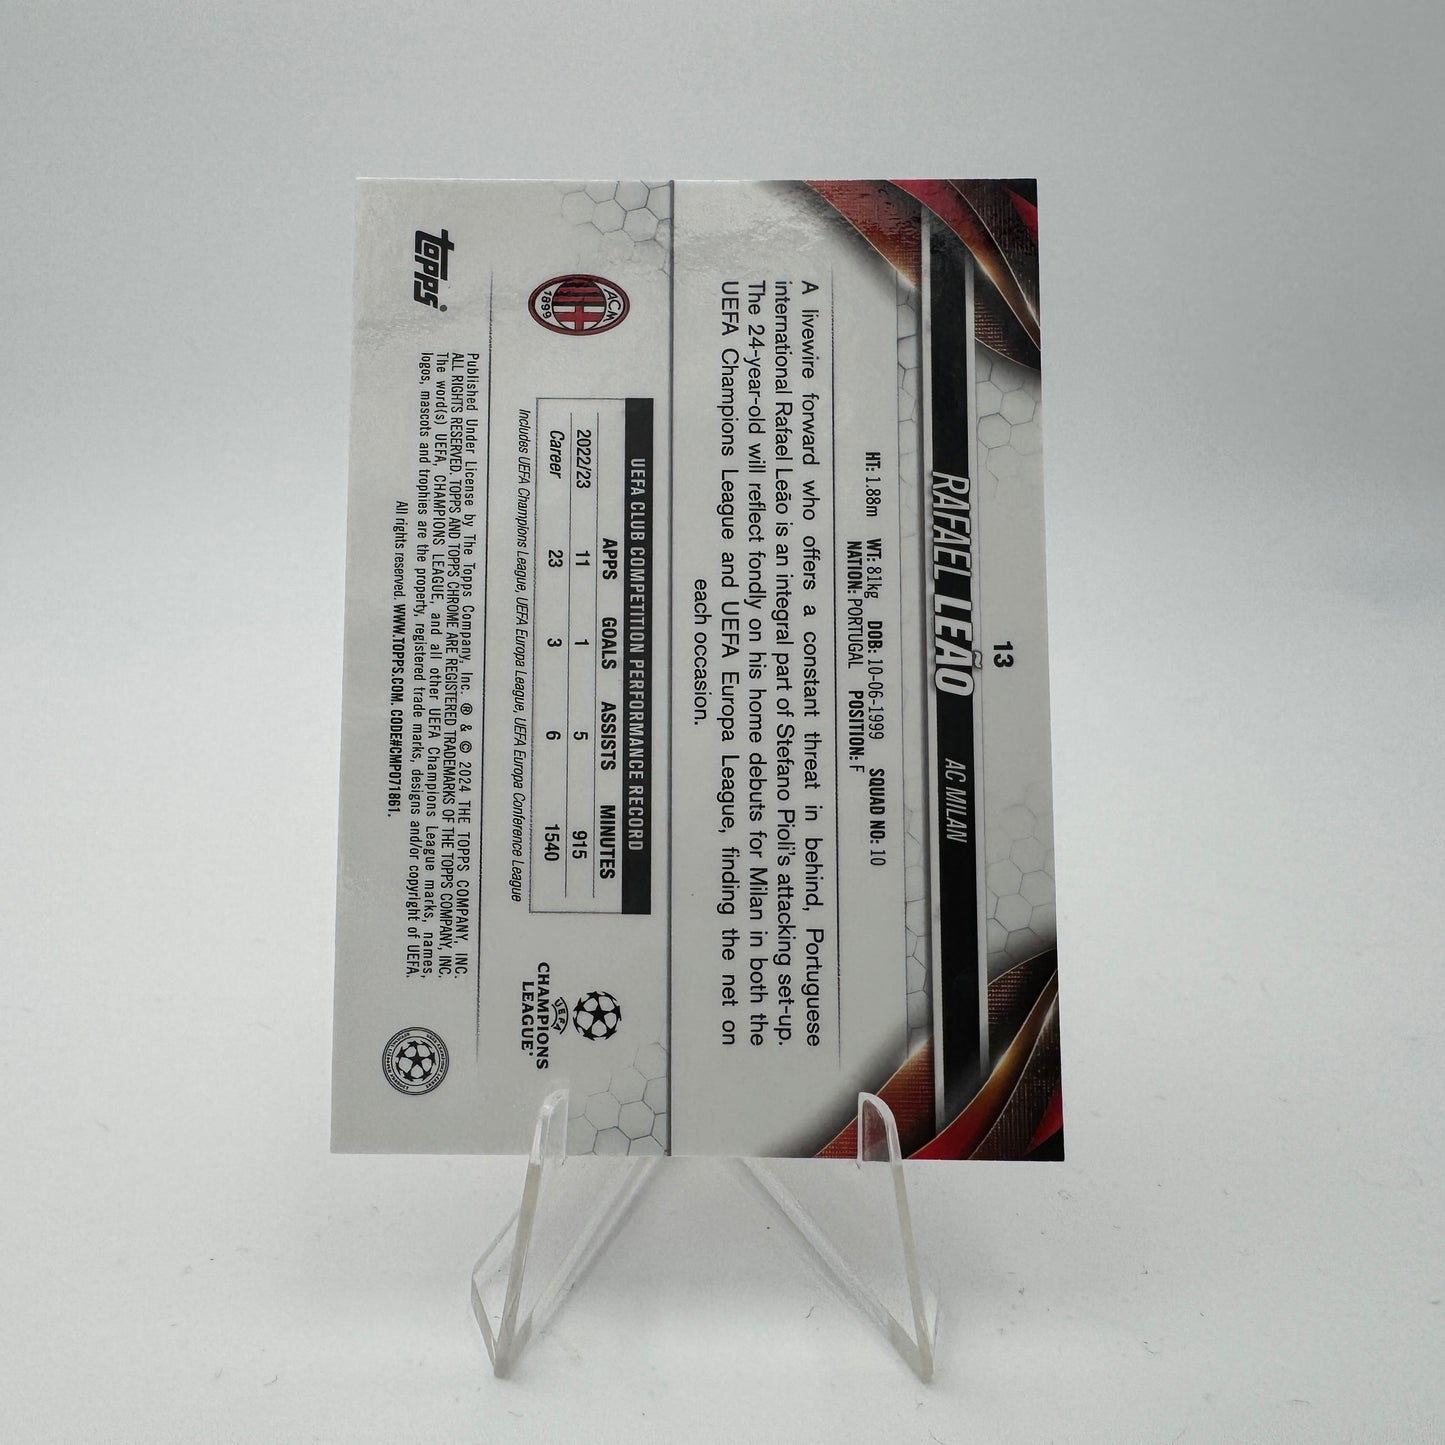 13
RAFAEL LEÃO AC MILAN
HT: 1.88m WT: 81kg DOB: 10-06-1999 SQUAD NO: 10
NATION: PORTUGAL POSITION: F
A livewire forward who offers a constant threat in behind, Portuguese
international Rafael Leão is an integral part of Stefano Pioli's attacking set-up.
The 24-year-old will reflect fondly on his home debuts for Milan in both the
UEFA Champions League and UEFA Europa League, finding the net on
each occasion.
ACM
1899
UEFA CLUB COMPETITION PERFORMANCE RECORD
APPS GOALS ASSISTS MINUTES
2022/23 11 1 5 915
Career 23 3 6 1540
Includes UEFA Champions League, UEFA Europa League, UEFA Europa Conference League
UEFA
CHAMPIONS
LEAGUE®
topps®
Published Under License by The Topps Company, Inc. ® & © 2024 THE TOPPS COMPANY, INC.
ALL RIGHTS RESERVED. TOPPS AND TOPPS CHROME ARE REGISTERED TRADEMARKS OF THE TOPPS COMPANY, INC.
The word(s) UEFA, CHAMPIONS LEAGUE, and all other UEFA Champions League marks, names,
logos, mascots and trophies are the property, registered trade marks, designs and/or copyright of UEFA.
All rights reserved. WWW.TOPPS.COM. CODE#CMP071861.